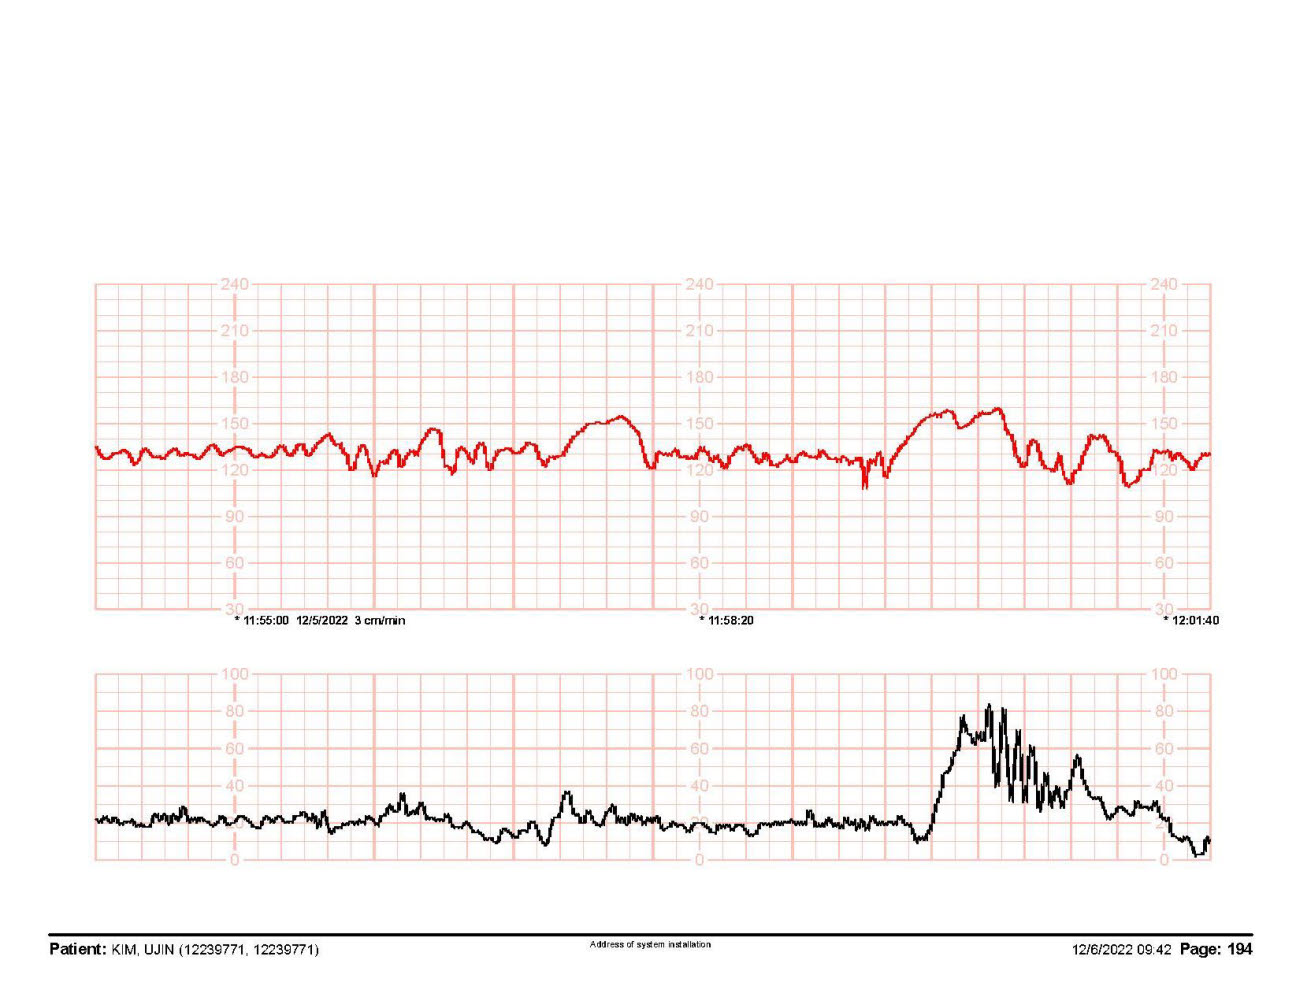 240 240 240
210 210 210
180 180 180
150 150 150
120 120 120
90 90 90
60 60 60
30 30 30
* 11:55:00 12/5/2022 3 cm/min * 11:58:20 * 12:01:40
100 100 100
80 80 80
60 60 60
40 40 40
20 20 2
0 0 0
Patient: KIM, UJIN (12239771, 12239771) Address of system installation 12/6/2022 09:42 Page: 194